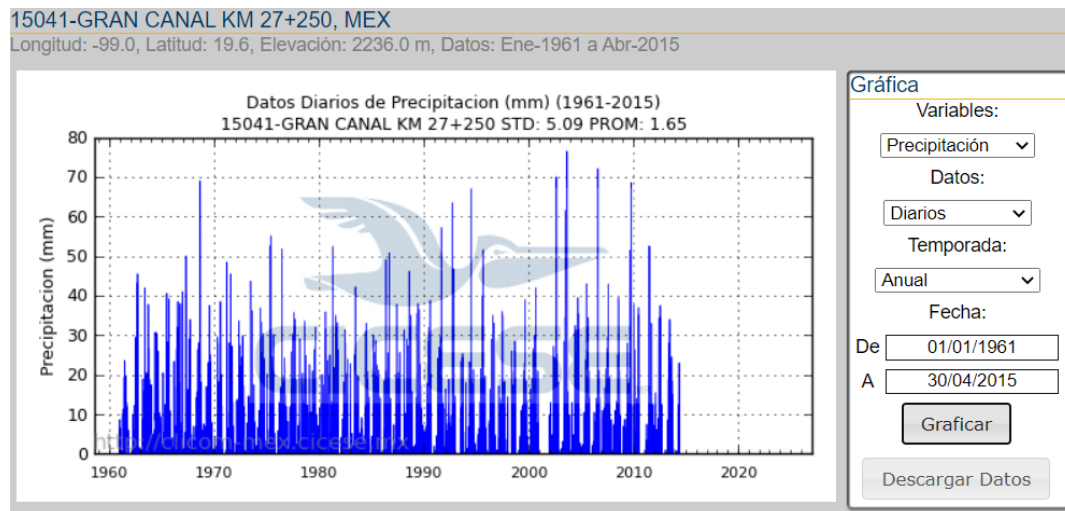 15041-GRAN CANAL KM 27+250, MEX
Longitud: -99.0, Latitud: 19.6, Elevación: 2236.0 m, Datos: Ene-1961 a Abr-2015
Datos Diarios de Precipitacion (mm) (1961-2015)
15041-GRAN CANAL KM 27+250 STD: 5.09 PROM: 1.65
Precipitacion (mm)
80
70
60
50
40
30
20
10
0
1960 1970 1980 1990 2000 2010 2020
CICESE
http://clicom-mex.cicese.mx
Gráfica
Variables:
Precipitación
Datos:
Diarios
Temporada:
Anual
Fecha:
De 01/01/1961
A 30/04/2015
Graficar
Descargar Datos